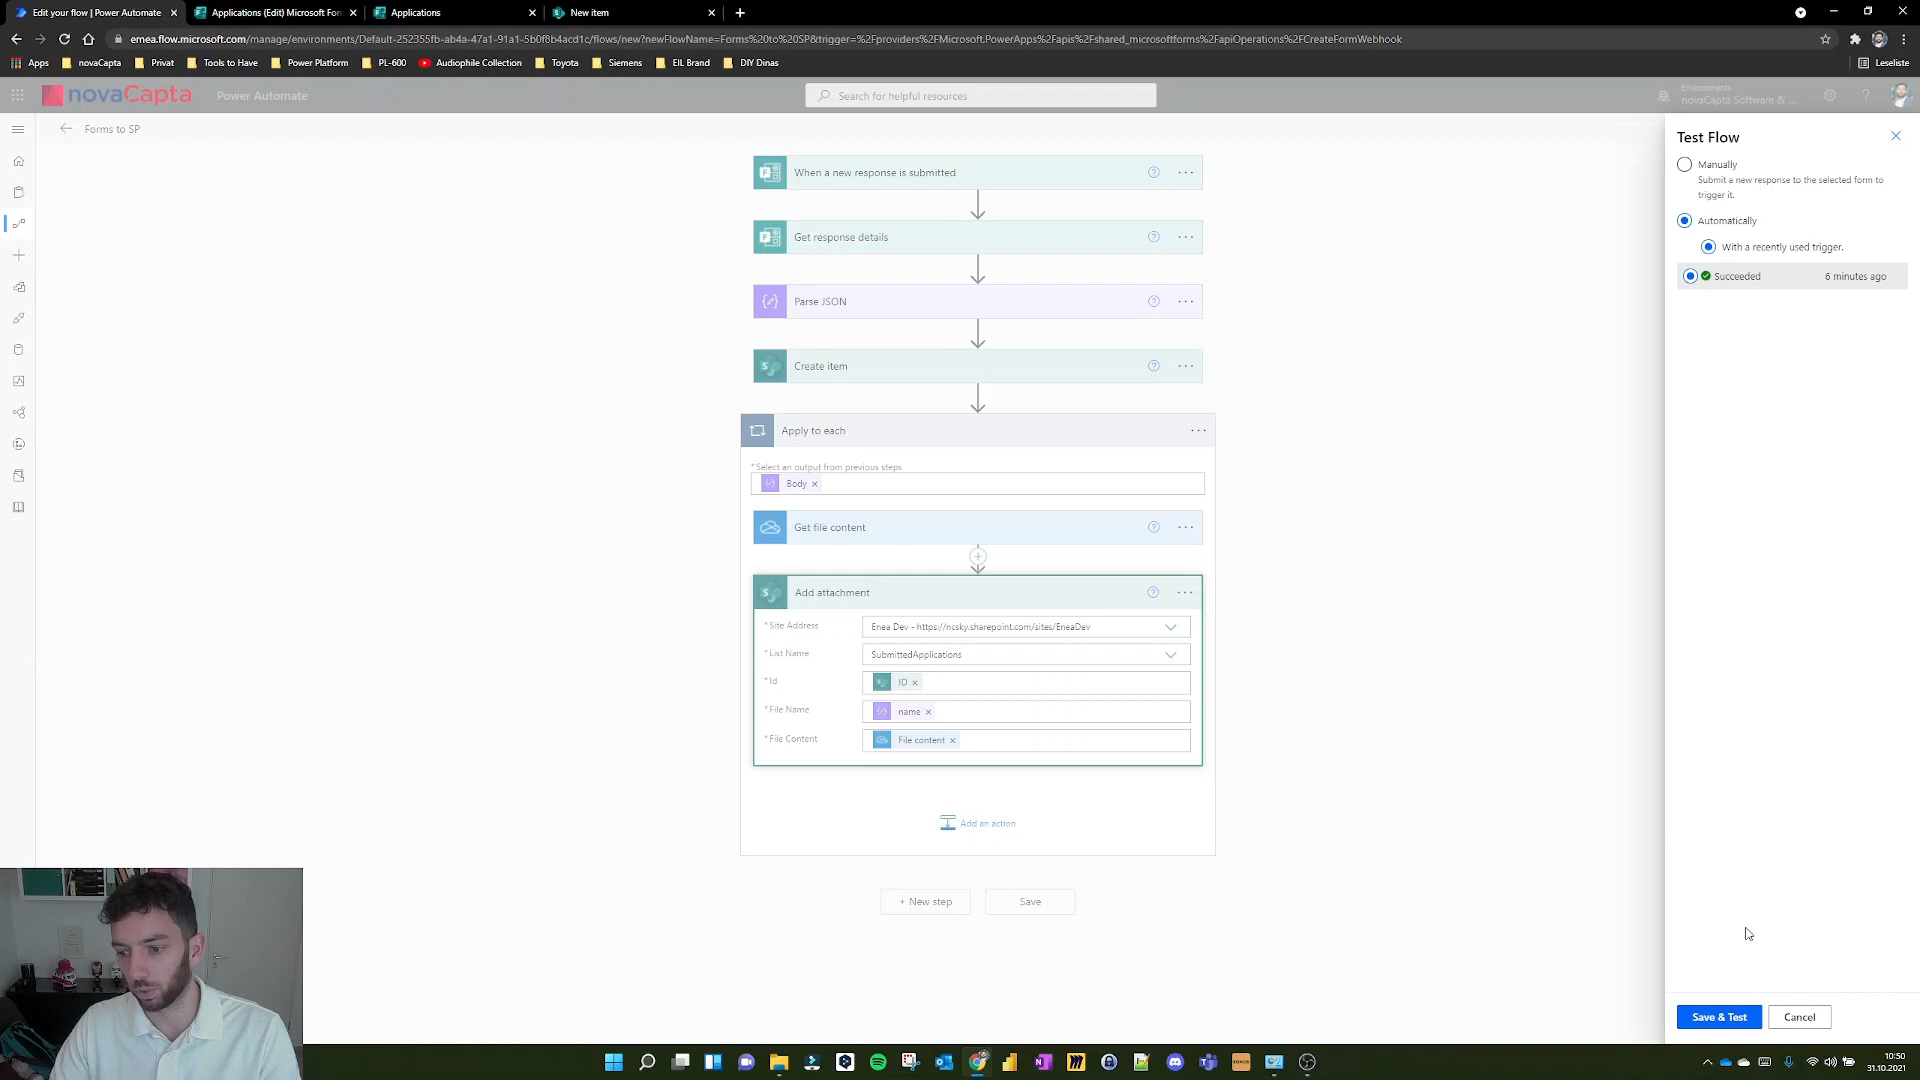 Edit your flow | Power Automate
Applications (Edit) Microsoft For
Applications
New item
emea.flow.microsoft.com/manage/environments/Default-252355fb-ab4a-47a1-91a1-5b0f8b4acd1c/flows/new?newFlowName=Forms%20to%20SP&trigger=%2Fproviders%2FMicrosoft.PowerApps%2Fapis%2Fshared_microsoftforms%2FapiOperations%2FCreateFormWebhook
Apps
novaCapta
Privat
Tools to Have
Power Platform
PL-600
Audiophile Collection
Toyota
Siemens
EIL Brand
DIY Dinas
Leseliste
novaCapta
Power Automate
Search for helpful resources
Environments
novaCapta Software & ...
Forms to SP
When a new response is submitted
Get response details
Parse JSON
Create item
Apply to each
* Select an output from previous steps
Body
Get file content
Add attachment
* Site Address
Enea Dev - https://ncsky.sharepoint.com/sites/EneaDev
* List Name
SubmittedApplications
* Id
ID
* File Name
name
* File Content
File content
Add an action
+ New step
Save
Test Flow
Manually
Submit a new response to the selected form to
trigger it.
Automatically
With a recently used trigger.
Succeeded
6 minutes ago
Save & Test
Cancel
10:50
31.10.2021